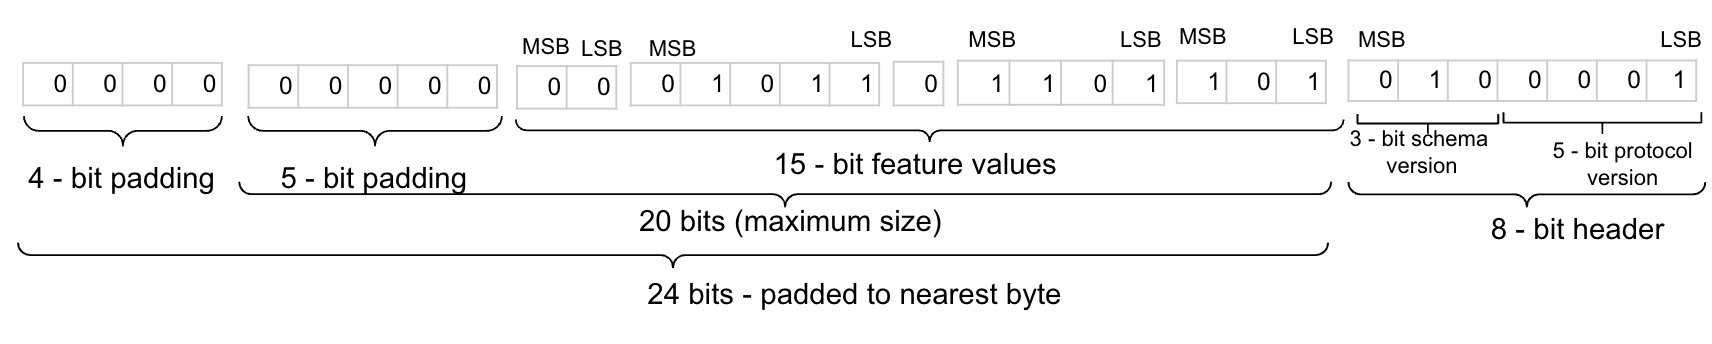 MSB LSB MSB LSB MSB LSB MSB LSB MSB LSB
0 0 0 0 0 0 0 0 0 0 0 0 1 0 1 1 0 1 1 0 1 1 0 1 0 1 0 0 0 0 1
4 - bit padding 5 - bit padding 15 - bit feature values 3 - bit schema
version 5 - bit protocol
version
20 bits (maximum size) 8 - bit header
24 bits - padded to nearest byte